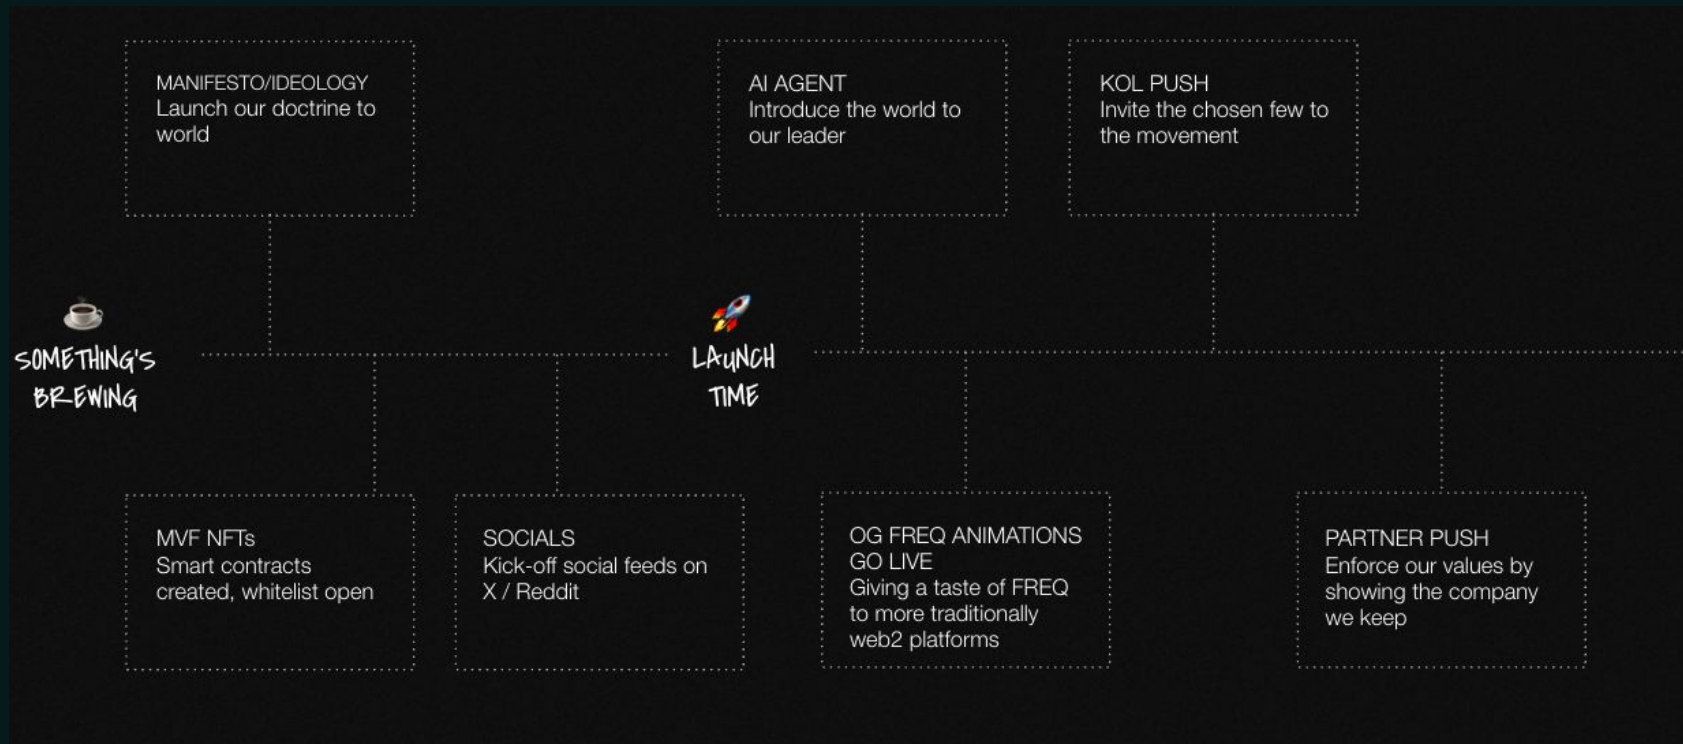 MANIFESTO/IDEOLOGY
Launch our doctrine to
world
AI AGENT
Introduce the world to
our leader
KOL PUSH
Invite the chosen few to
the movement
SOMETHING'S
BREWING
LAUNCH
TIME
MVF NFTs
Smart contracts
created, whitelist open
SOCIALS
Kick-off social feeds on
X / Reddit
OG FREQ ANIMATIONS
GO LIVE
Giving a taste of FREQ
to more traditionally
web2 platforms
PARTNER PUSH
Enforce our values by
showing the company
we keep